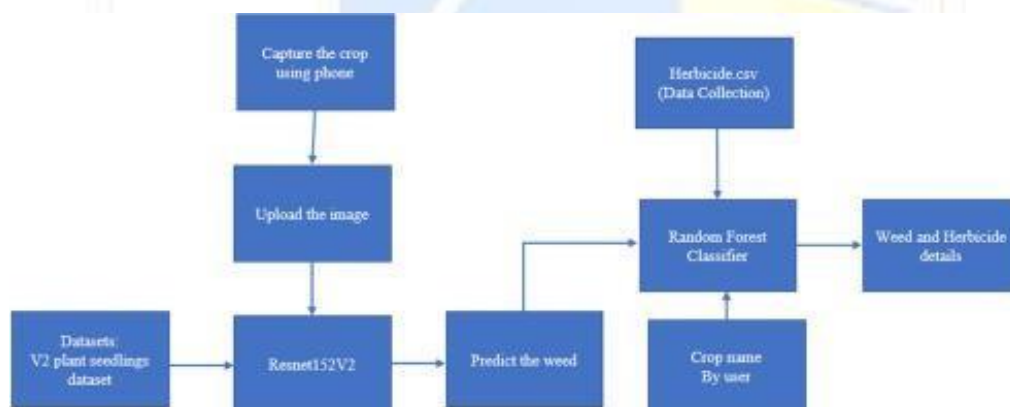 Capture the crop
using phone
Herbicide.csv
(Data Collection)
Upload the image
Random Forest
Classifier
Weed and Herbicide
details
Datasets:
V2 plant seedlings
dataset
Resnet152V2
Predict the weed
Crop name
By user